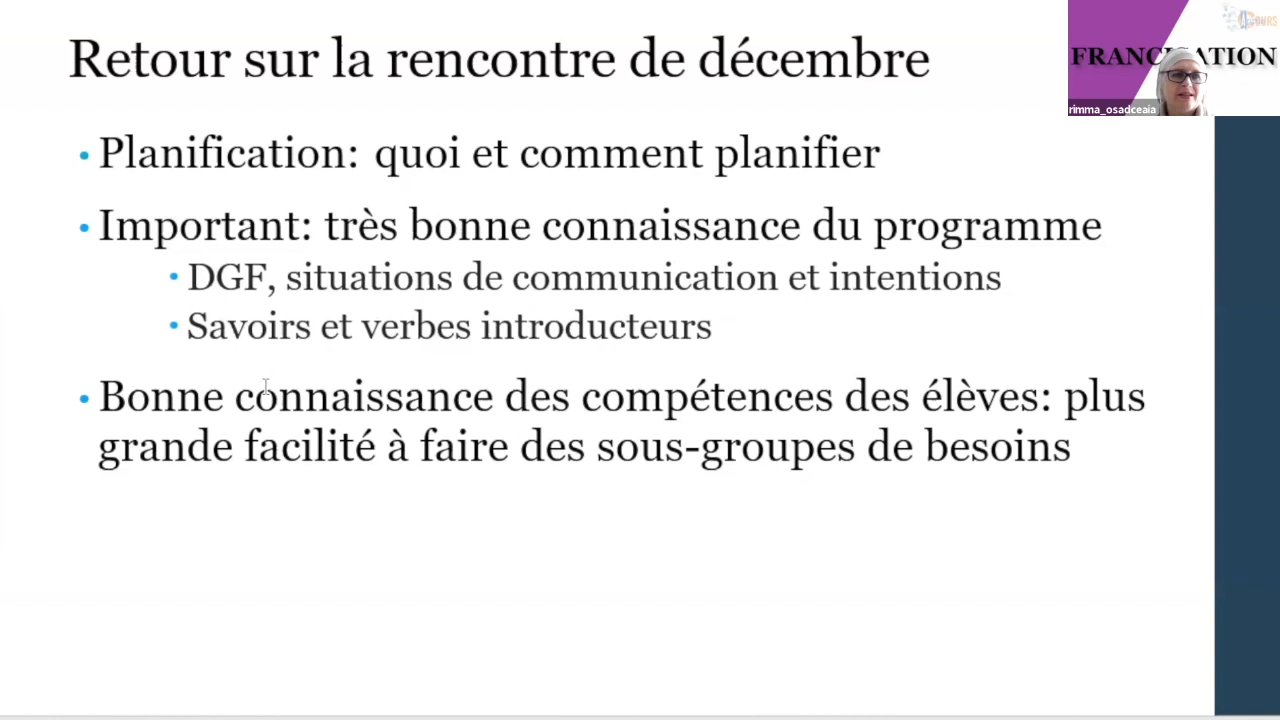 Retour sur la rencontre de décembre
• Planification: quoi et comment planifier
• Important: très bonne connaissance du programme
• DGF, situations de communication et intentions
• Savoirs et verbes introducteurs
• Bonne connaissance des compétences des élèves: plus
grande facilité à faire des sous-groupes de besoins
rimma_osadceaia